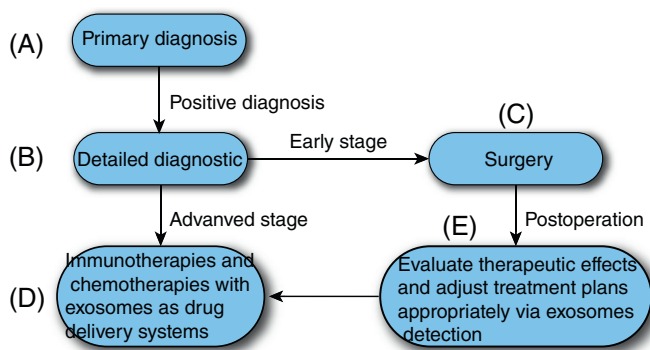 (A)
Primary diagnosis
Positive diagnosis
(B)
Detailed diagnostic
Early stage
(C)
Surgery
Advanved stage
Postoperation
(D)
Immunotherapies and
chemotherapies with
exosomes as drug
delivery systems
(E)
Evaluate therapeutic effects
and adjust treatment plans
appropriately via exosomes
detection